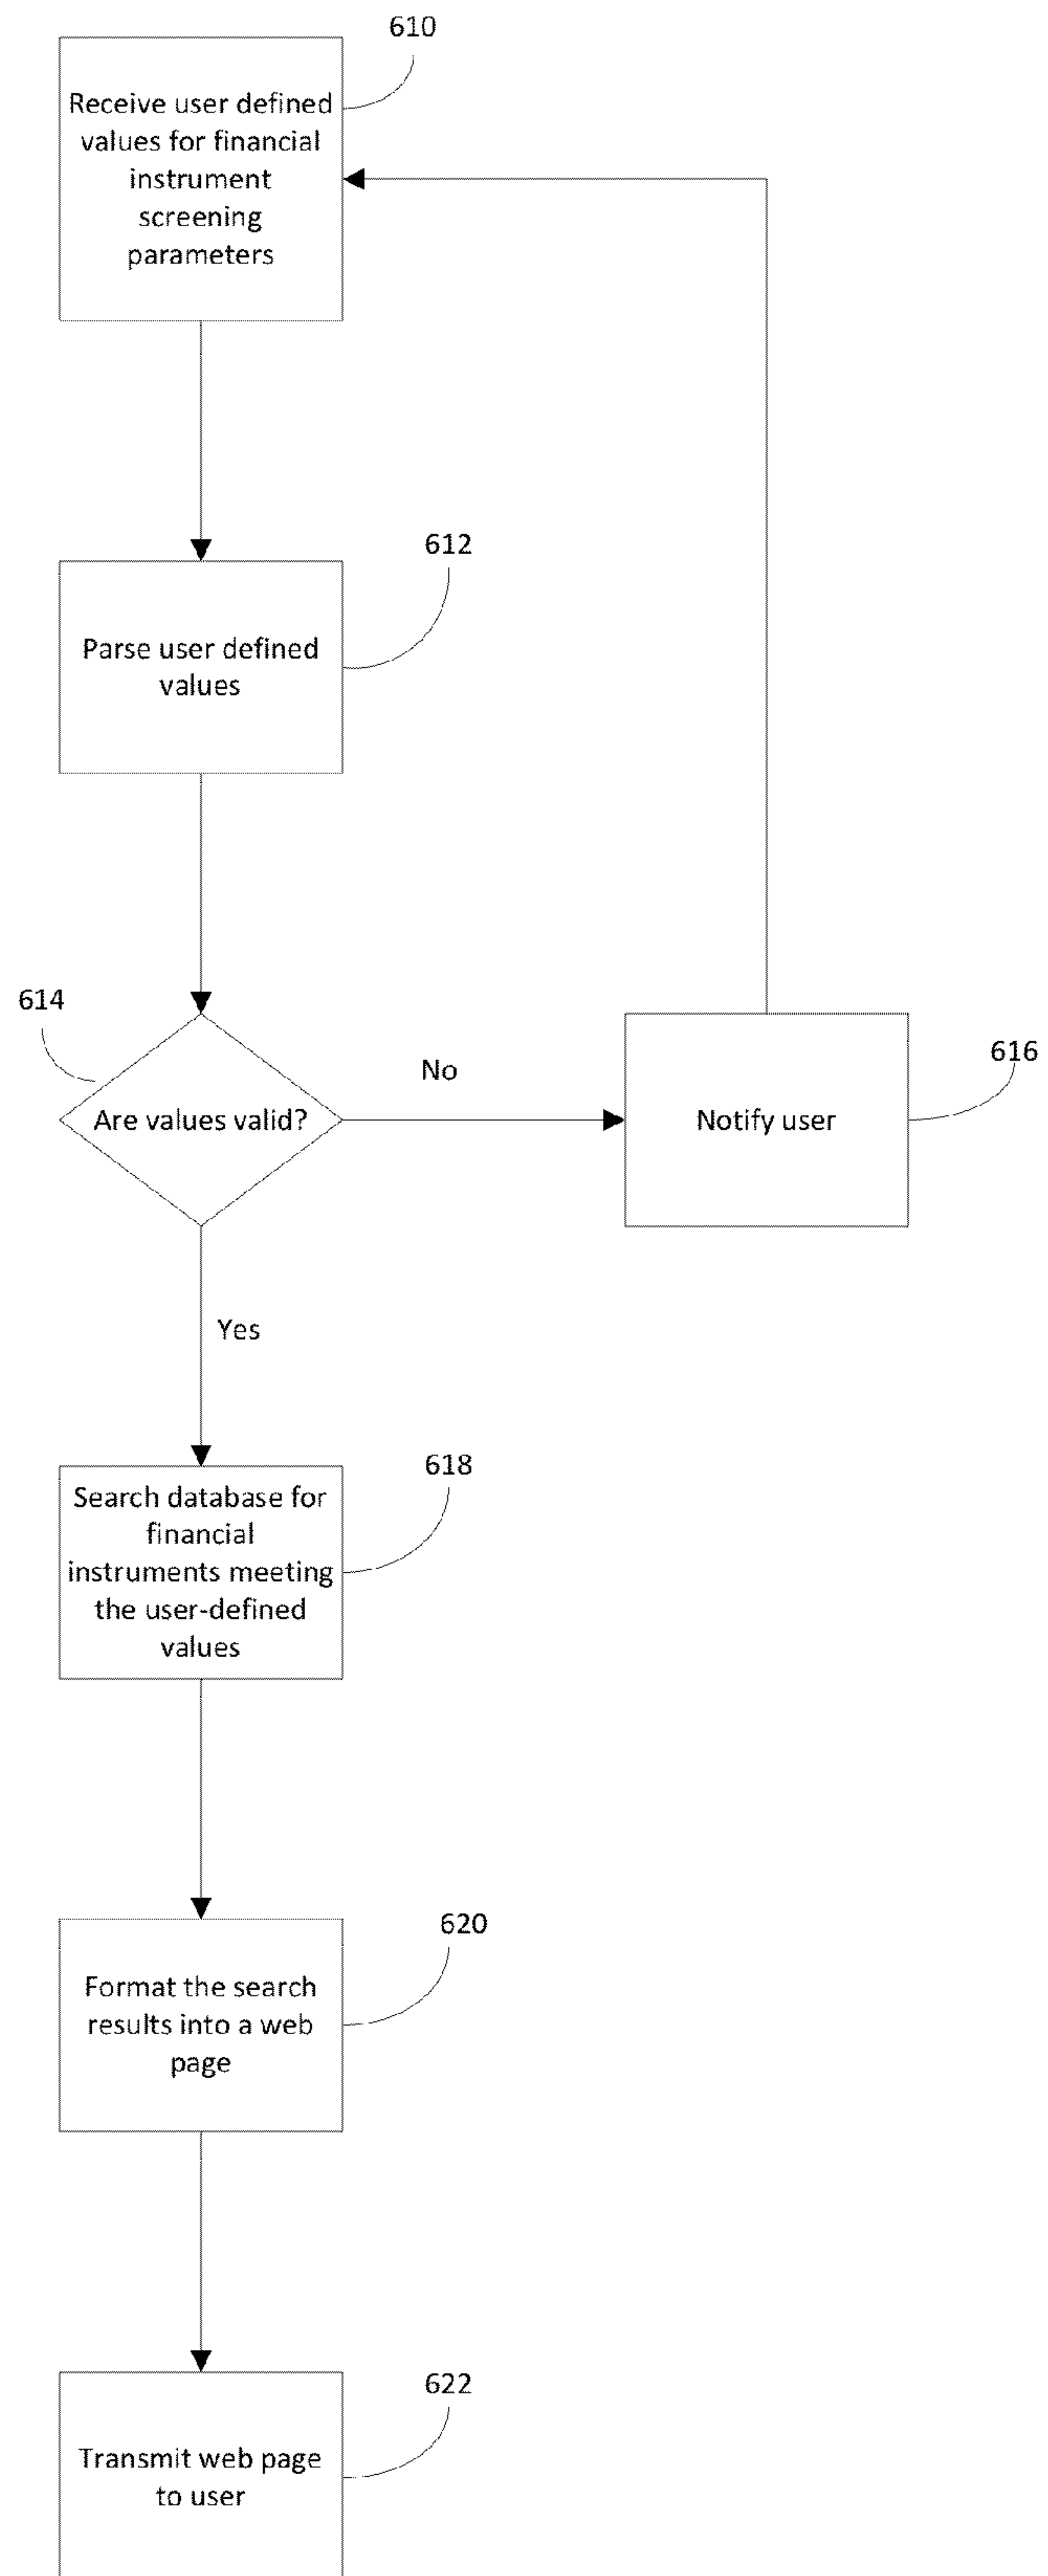 610
Receive user defined
values for financial
instrument
screening
parameters
612
Parse user defined
values
614
Are values valid?
No
616
Notify user
Yes
618
Search database for
financial
instruments meeting
the user-defined
values
620
Format the search
results into a web
page
622
Transmit web page
to user